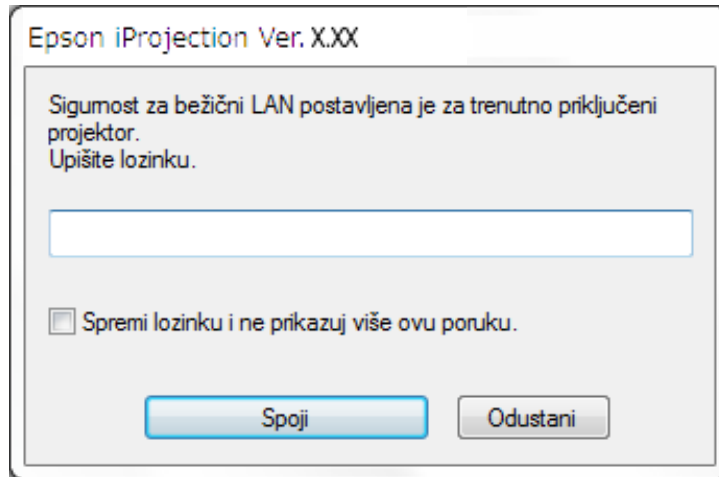 Epson iProjection Ver. X.XX
Sigurnost za bežični LAN postavljena je za trenutno priključeni
projektor.
Upišite lozinku.
Spremi lozinku i ne prikazuj više ovu poruku.
Spoji
Odustani